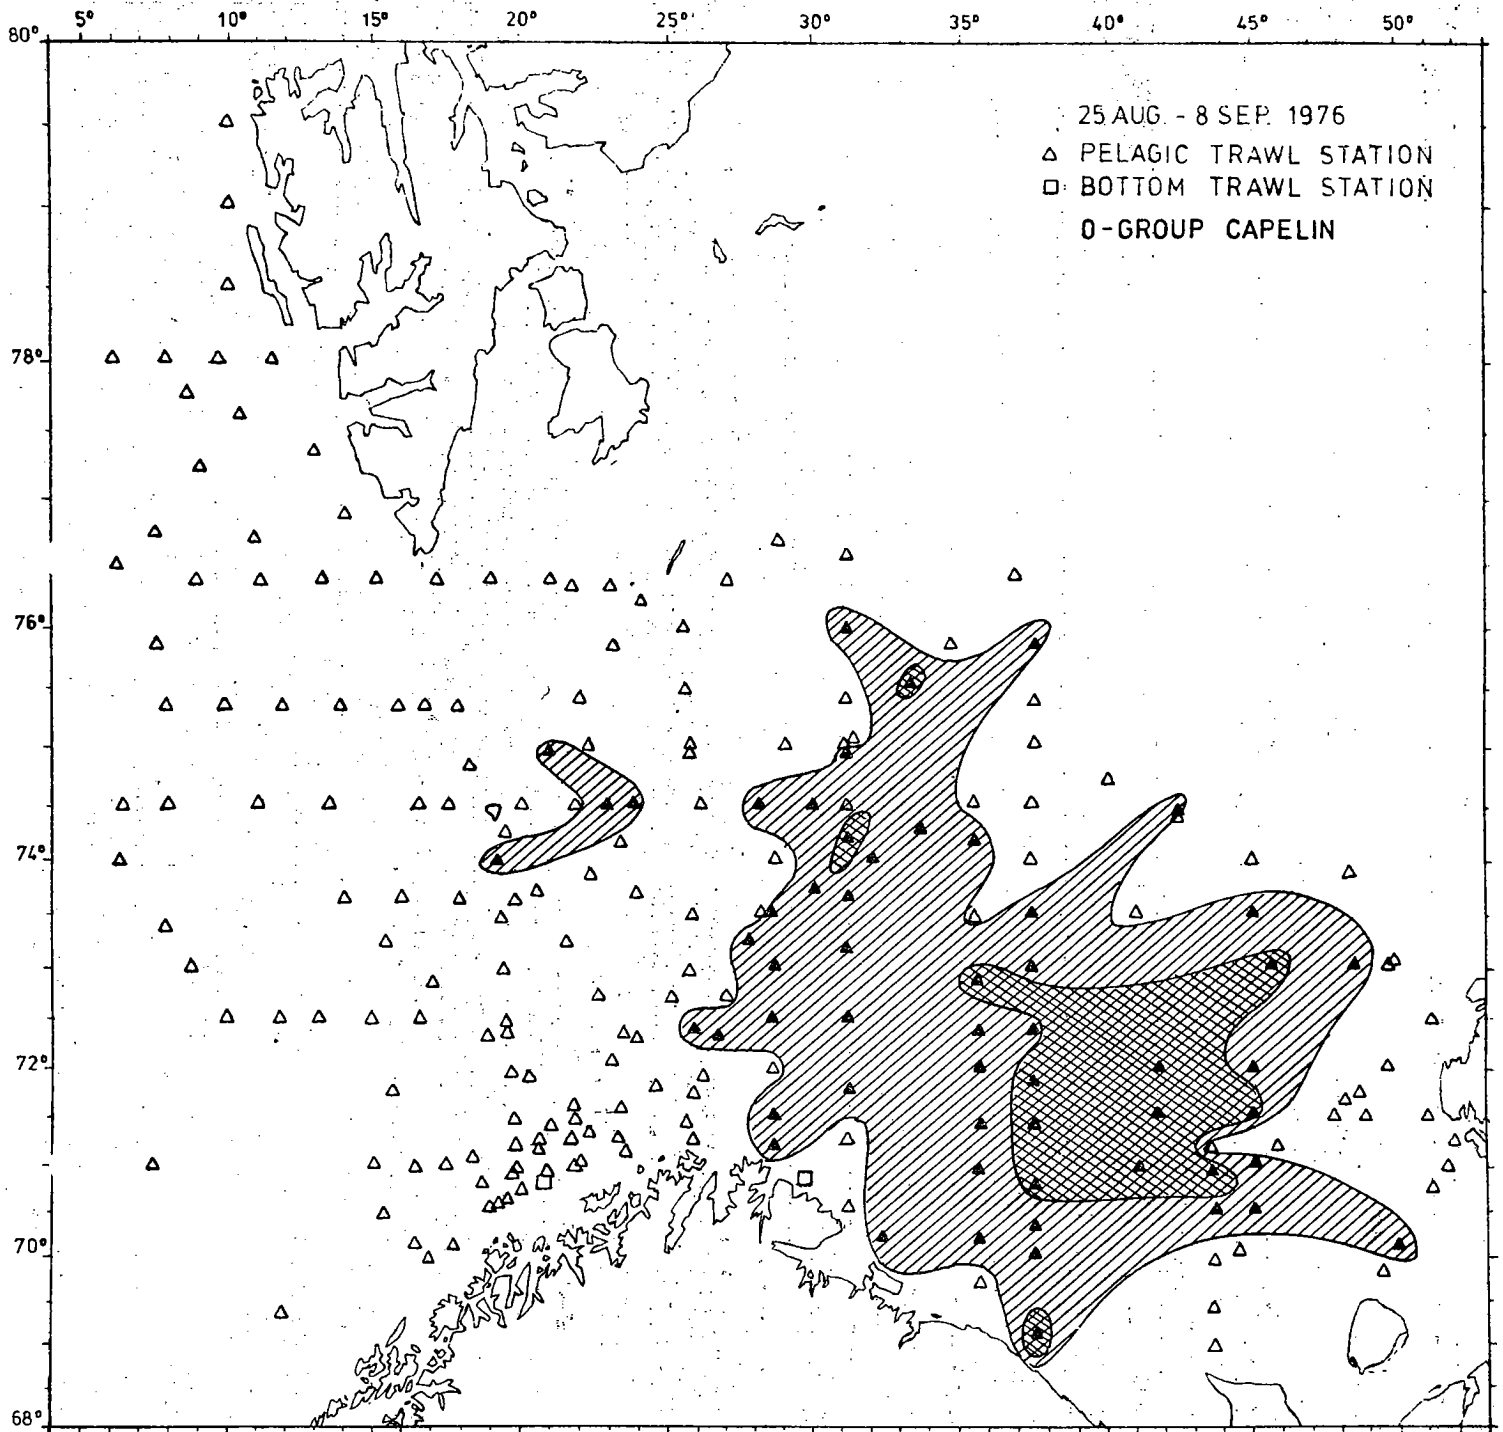 5° 10° 15° 20° 25° 30° 35° 40° 45° 50°
80°
25 AUG. - 8 SEP. 1976
PELAGIC TRAWL STATION
BOTTOM TRAWL STATION
0-GROUP CAPELIN
78°
76°
74°
72°
70°
68°